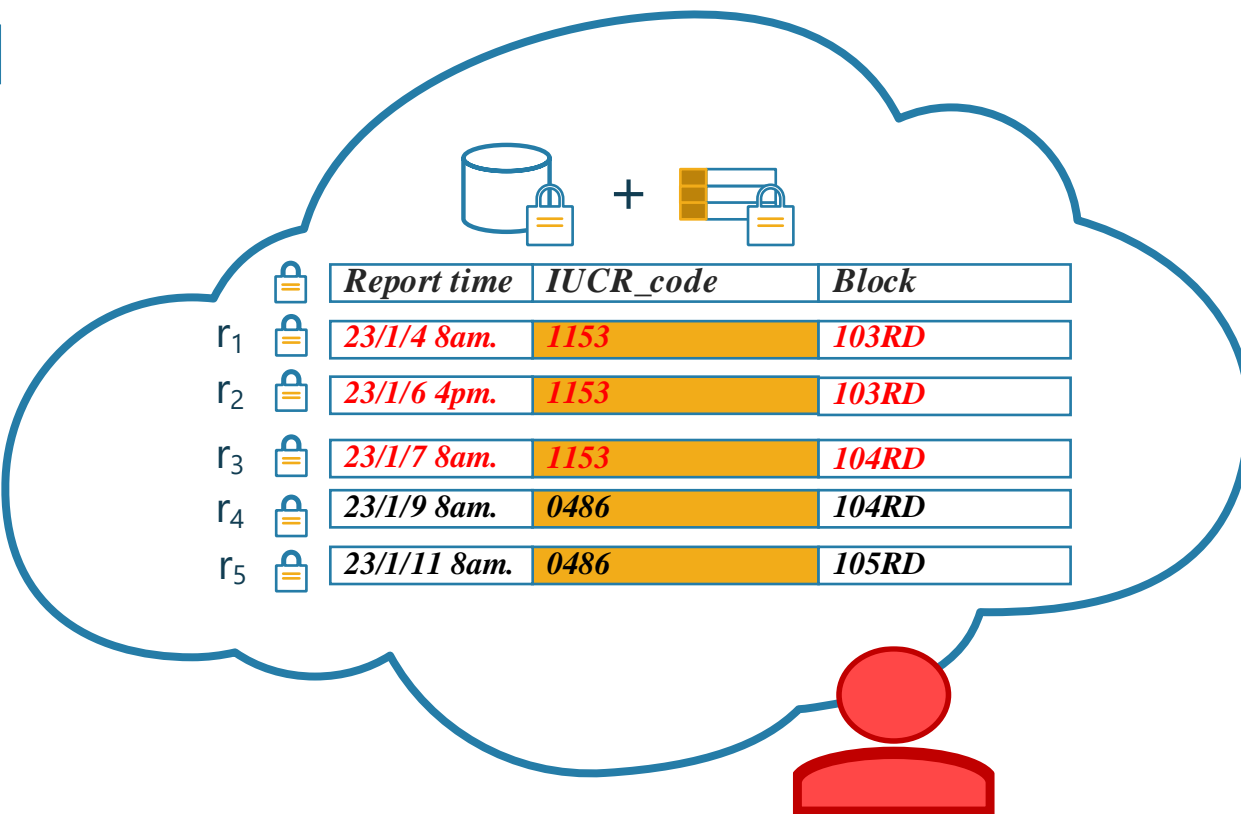 +
Report time IUCR_code Block
r1 23/1/4 8am. 1153 103RD
r2 23/1/6 4pm. 1153 103RD
r3 23/1/7 8am. 1153 104RD
r4 23/1/9 8am. 0486 104RD
r5 23/1/11 8am. 0486 105RD